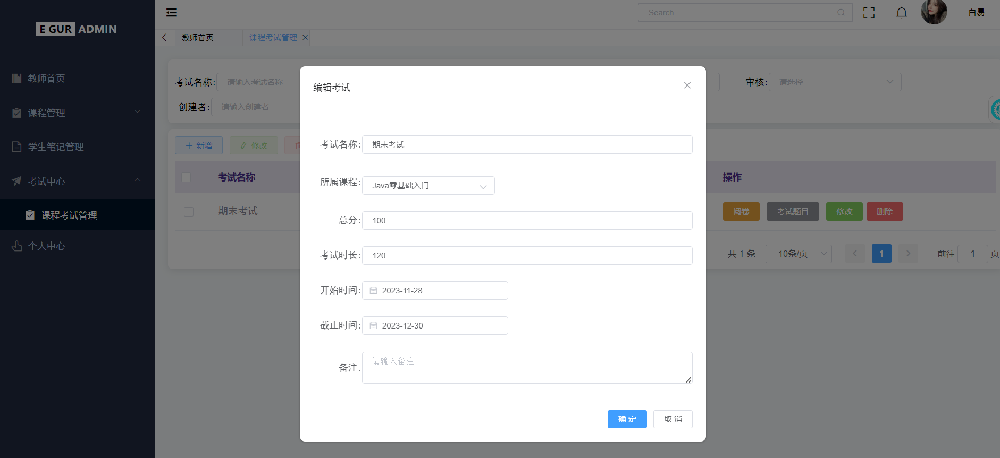 E GUR ADMIN
教师首页
课程管理
学生笔记管理
考试中心
课程考试管理
个人中心
Search...
白易
教师首页
课程考试管理
考试名称: 请输入考试名称
审核: 请选择
创建者: 请输入创建者
新增
修改
考试名称
操作
期末考试
阅卷
考试题目
修改
删除
共 1 条
10条/页
1
前往 1 页
编辑考试
考试名称: 期末考试
所属课程: Java零基础入门
总分: 100
考试时长: 120
开始时间: 2023-11-28
截止时间: 2023-12-30
备注: 请输入备注
确 定
取 消